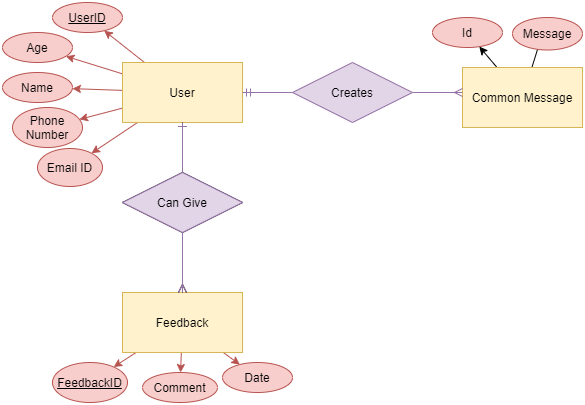 UserID
Id
Message
Age
Name
User
Creates
Common Message
Phone
Number
Email ID
Can Give
Feedback
FeedbackID
Comment
Date